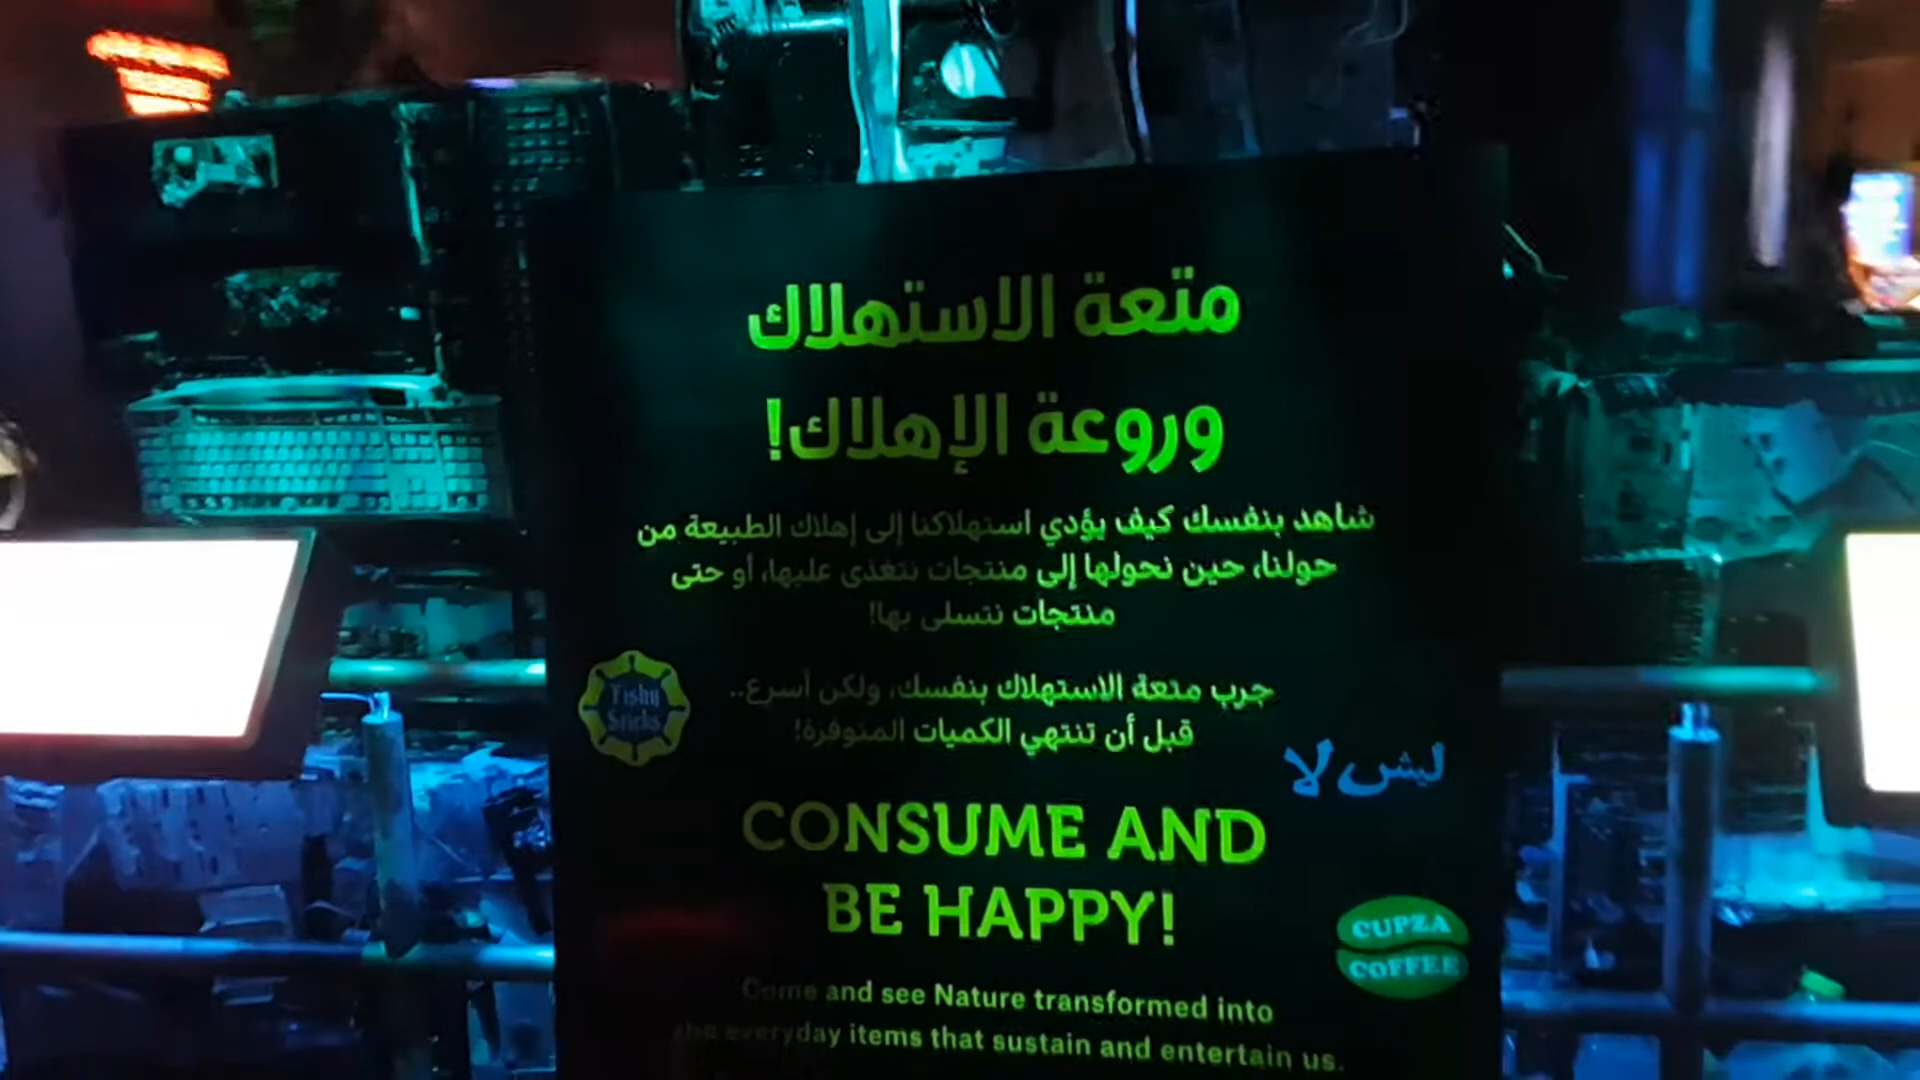 متعة الاستهلاك
وروعة الإهلاك!
شاهد بنفسك كيف يؤدي استهلاكنا إلى إهلاك الطبيعة من
حولنا، حين نحولها إلى منتجات نتغذى عليها، أو حتى
منتجات نتسلى بها!
جرب متعة الاستهلاك بنفسك، ولكن أسرع..
قبل أن تنتهي الكميات المتوفرة!
Fishy
Sticks
ليش لا
CONSUME AND
BE HAPPY!
CUPZA
COFFEE
Come and see Nature transformed into
the everyday items that sustain and entertain us.